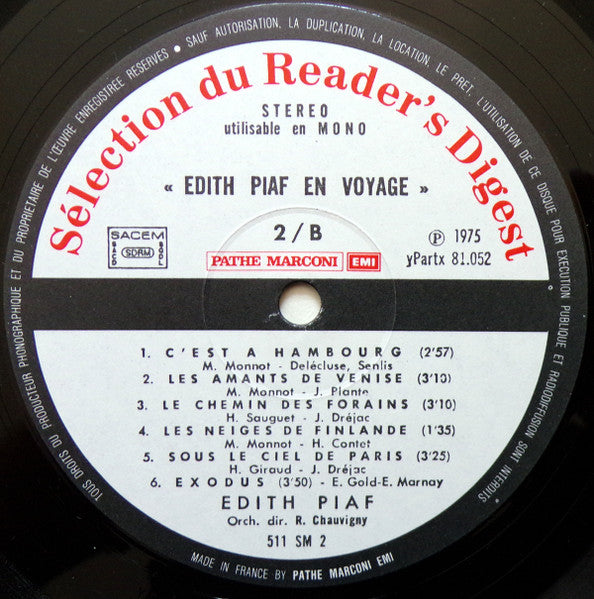 TOUS DROITS DU PRODUCTEUR PHONOGRAPHIQUE ET DU PROPRIETAIRE DE L'ŒUVRE ENREGISTREE RESERVES • SAUF AUTORISATION, LA DUPLICATION, LA LOCATION, LE PRET, L'UTILISATION DE CE DISQUE POUR EXECUTION PUBLIQUE ET RADIODIFFUSION SONT INTERDITS
Sélection du Reader's Digest
STEREO
utilisable en MONO
« EDITH PIAF EN VOYAGE »
2/B
SACEM
SACD SDRM BOOL
PATHE MARCONI EMI
℗ 1975
yPartx 81.052
1. C'EST A HAMBOURG (2'57)
M. Monnot - Delécluse, Senlis
2. LES AMANTS DE VENISE (3'10)
M. Monnot - J. Plante
3. LE CHEMIN DES FORAINS (3'10)
H. Sauguet - J. Dréjac
4. LES NEIGES DE FINLANDE (1'35)
M. Monnot - H. Contet
5. SOUS LE CIEL DE PARIS (3'25)
H. Giraud - J. Dréjac
6. EXODUS (3'50) - E. Gold-E. Marnay
EDITH PIAF
Orch. dir. R. Chauvigny
511 SM 2
MADE IN FRANCE BY PATHE MARCONI EMI